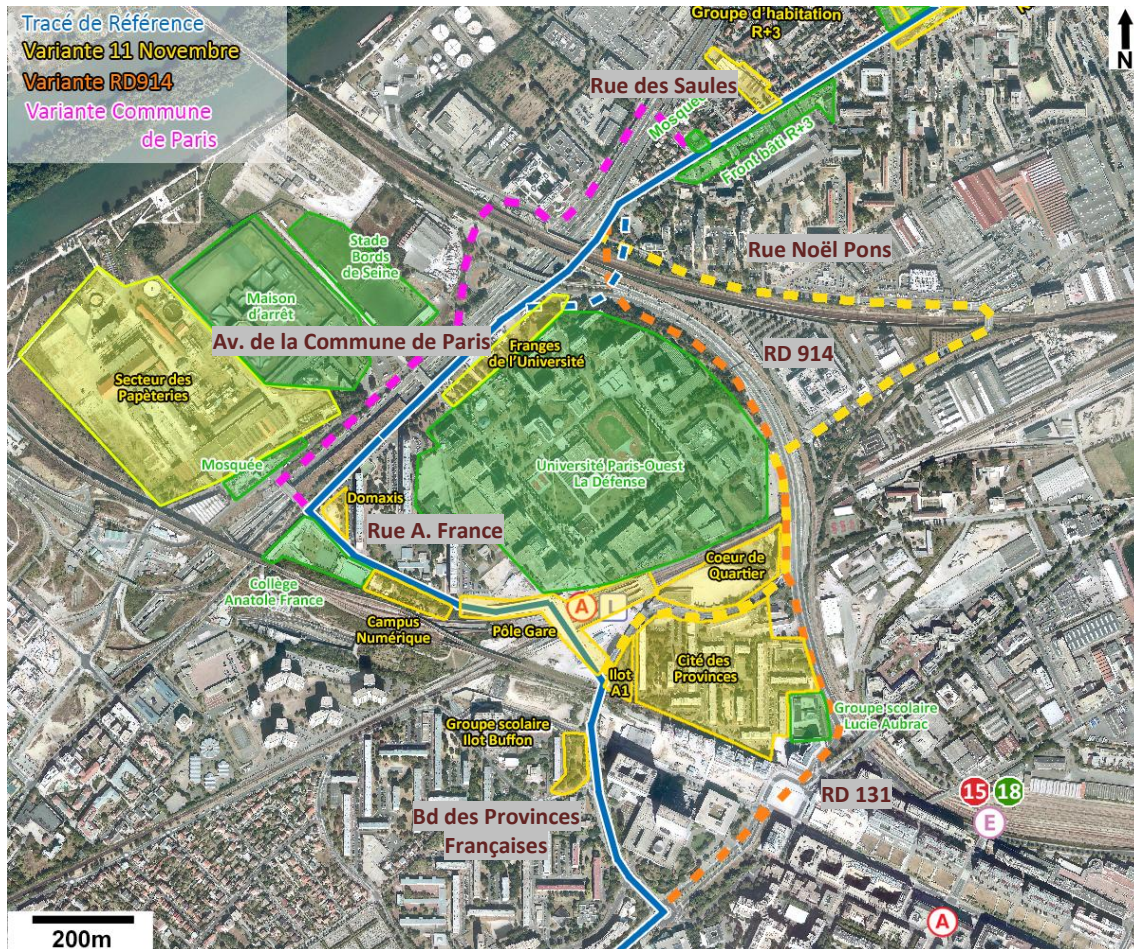 Tracé de Référence
Variante 11 Novembre
Variante RD914
Variante Commune
de Paris
Groupe d'habitation
R+3
N
Rue des Saules
Mosquée
Front bâti R+3
Rue Noël Pons
Stade
Bords
de Seine
Maison
d'arrêt
Av. de la Commune de Paris
Franges
de l'Université
RD 914
Secteur des
Papèteries
Mosquée
Université Paris-Ouest
La Défense
Domaxis
Rue A. France
Coeur de
Quartier
Collège
Anatole France
Campus
Numérique
Pôle Gare
A
L
Ilot
A1
Cité des
Provinces
Groupe scolaire
Lucie Aubrac
Groupe scolaire
Ilot Buffon
RD 131
15
18
E
Bd des Provinces
Françaises
A
200m